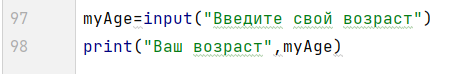 97 myAge=input("Введите свой возраст")
98 print("Ваш возраст",myAge)